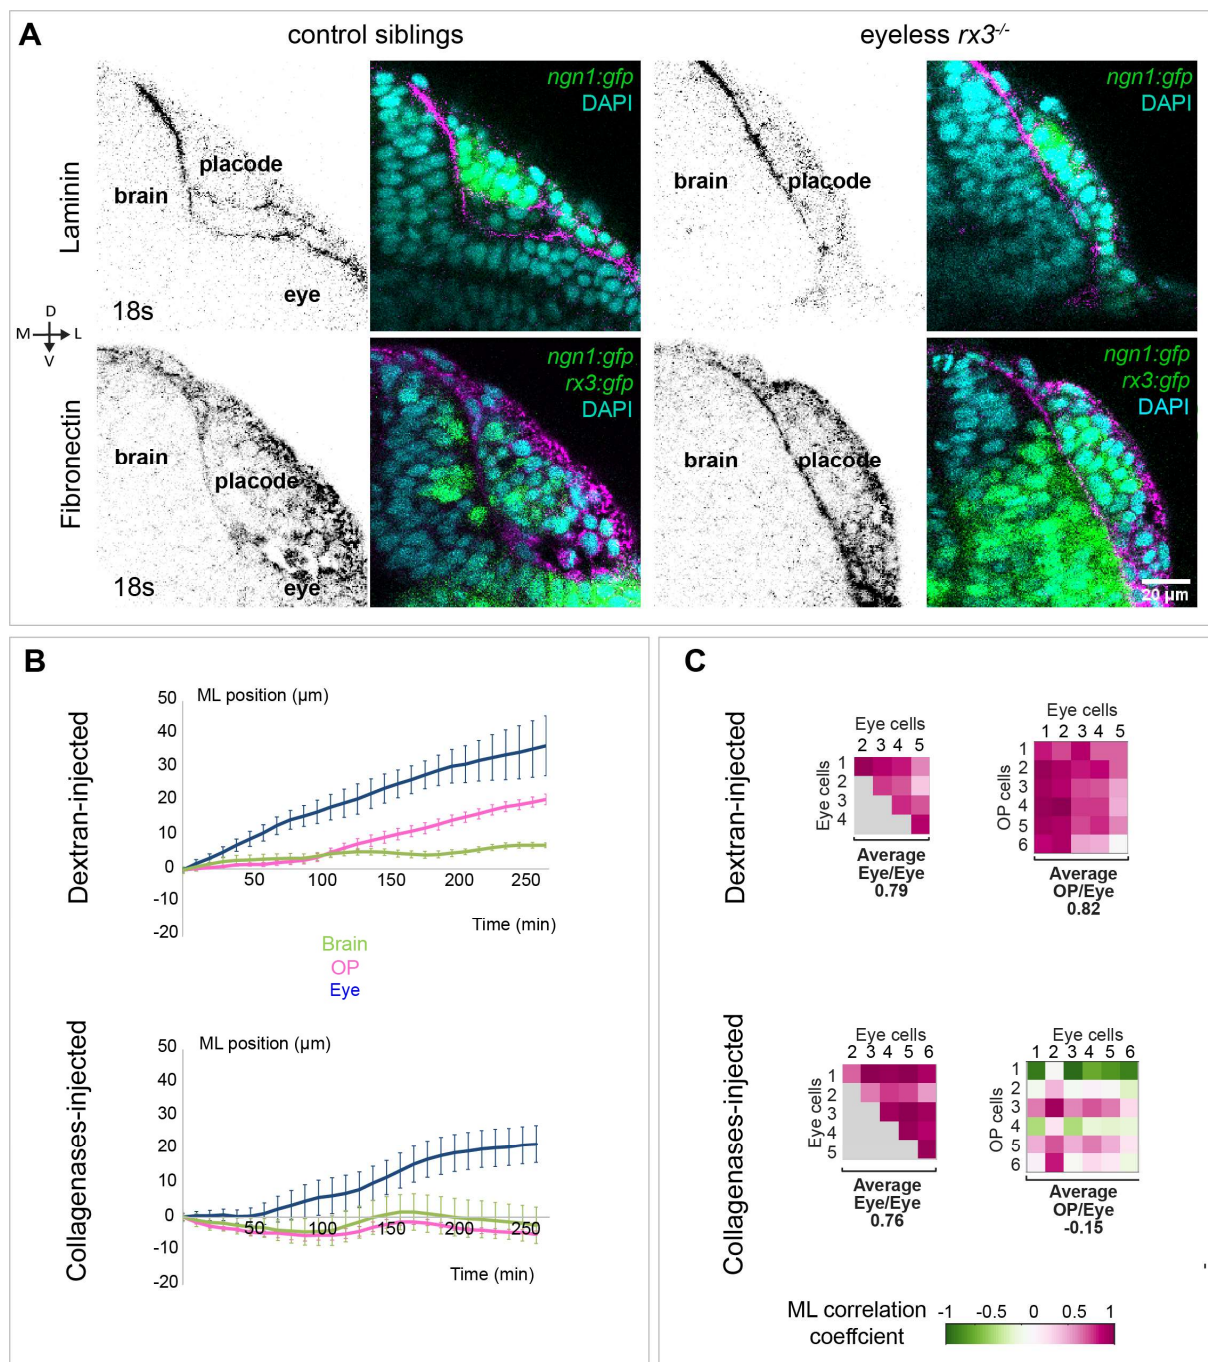 A
control siblings
eyeless rx3-/-
Laminin
placode
brain
eye
18s
ngn1:gfp
DAPI
brain
placode
ngn1:gfp
DAPI
D
M
L
V
Fibronectin
brain
placode
eye
18s
ngn1:gfp
rx3:gfp
DAPI
brain
placode
ngn1:gfp
rx3:gfp
DAPI
20 µm
B
Dextran-injected
ML position (µm)
50
40
30
20
10
0
-10
-20
50 100 150 200 250
Time (min)
Brain
OP
Eye
Collagenases-injected
ML position (µm)
50
40
30
20
10
0
-10
-20
50 100 150 200 250
Time (min)
C
Dextran-injected
Eye cells
2 3 4 5
Eye cells
1
2
3
4
Average
Eye/Eye
0.79
Eye cells
1 2 3 4 5
OP cells
1
2
3
4
5
6
Average
OP/Eye
0.82
Collagenases-injected
Eye cells
2 3 4 5 6
Eye cells
1
2
3
4
5
Average
Eye/Eye
0.76
Eye cells
1 2 3 4 5 6
OP cells
1
2
3
4
5
6
Average
OP/Eye
-0.15
ML correlation
coeffcient
-1 -0.5 0 0.5 1